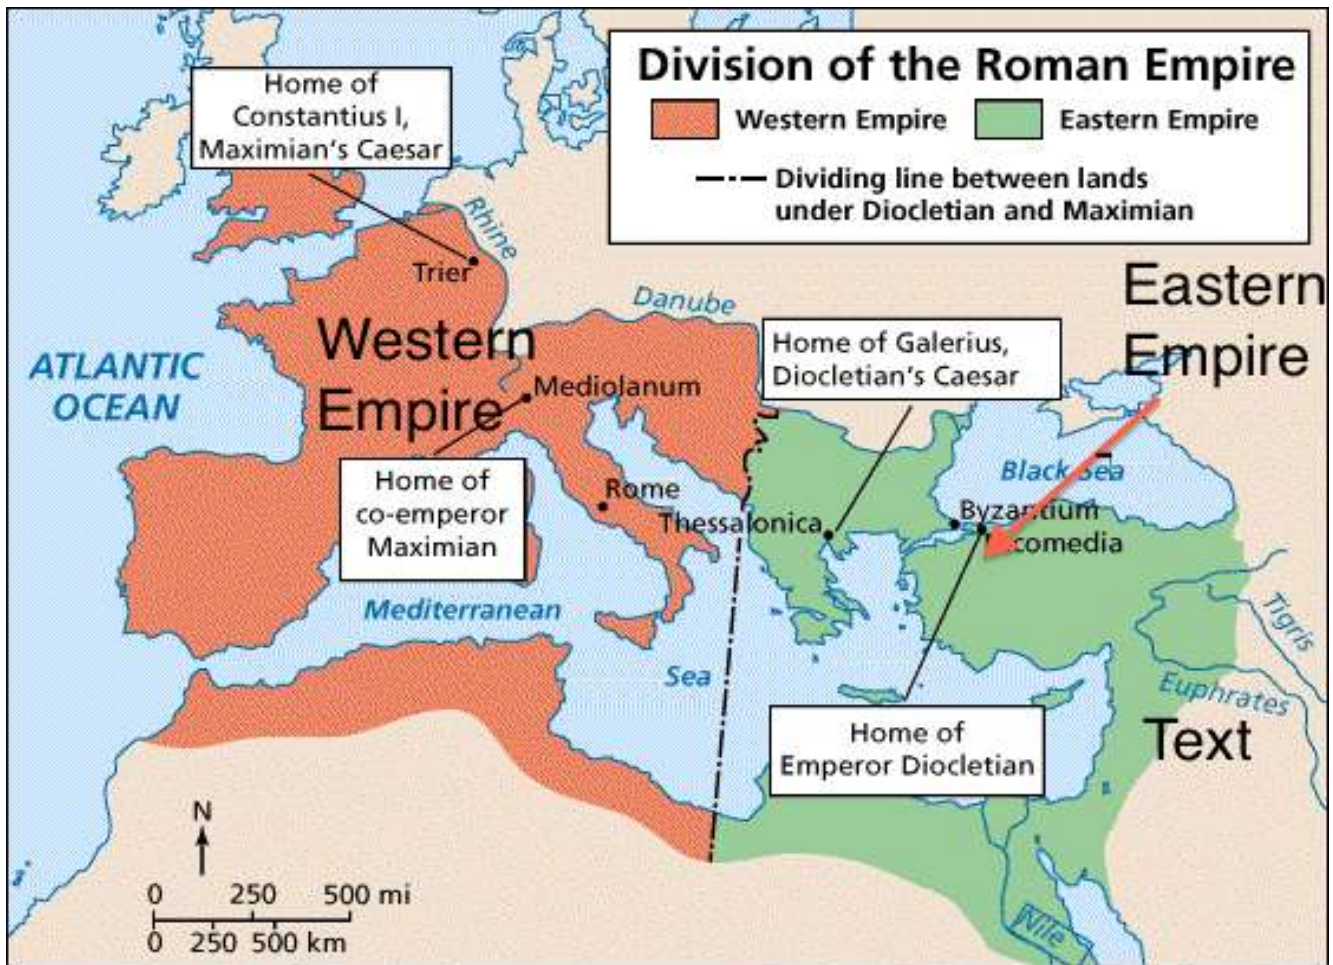 Division of the Roman Empire
Western Empire
Eastern Empire
Dividing line between lands
under Diocletian and Maximian
Home of
Constantius I,
Maximian's Caesar
Rhine
Trier
Danube
Eastern
Empire
Western
Empire
Home of Galerius,
Diocletian's Caesar
ATLANTIC
OCEAN
Mediolanum
Black Sea
Home of
co-emperor
Maximian
Rome
Thessalonica
Byzantium
comedia
Mediterranean
Sea
Tigris
Euphrates
Home of
Emperor Diocletian
Text
N
0 250 500 mi
0 250 500 km
Nile